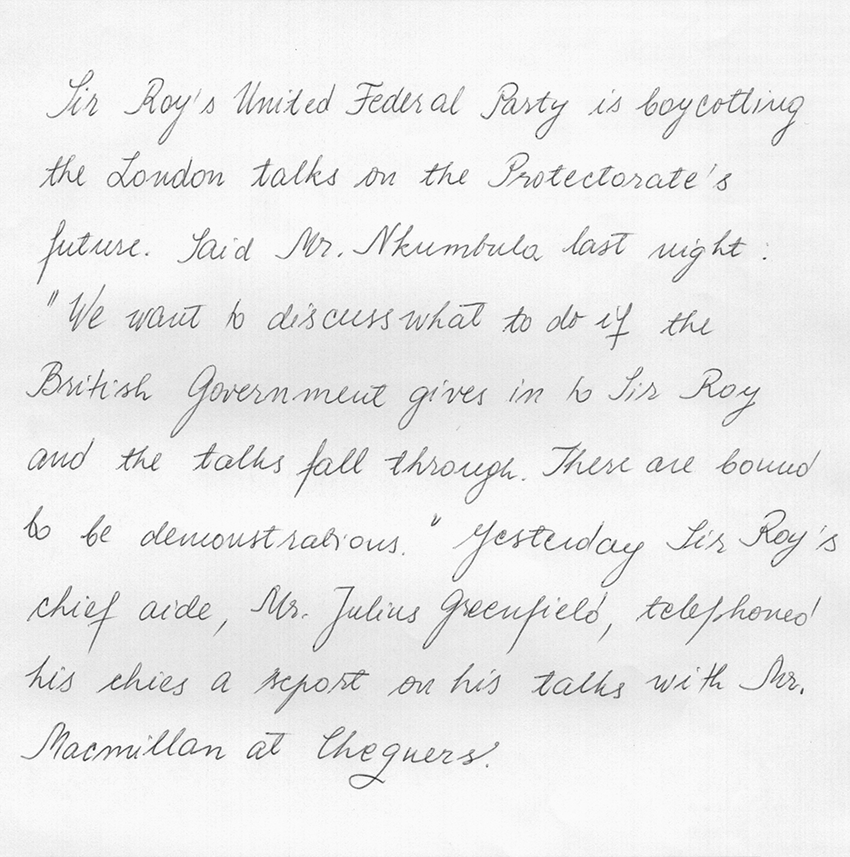 Sir Roy's United Federal Party is boycotting
the London talks on the Protectorate's
future. Said Mr. Nkumbula last night :
"We want to discuss what to do if the
British Government gives in to Sir Roy
and the talks fall through. There are bound
to be demonstrations." Yesterday Sir Roy's
chief aide, Mr. Julius Greenfield, telephoned
his chies a report on his talks with Mr.
Macmillan at Chequers.